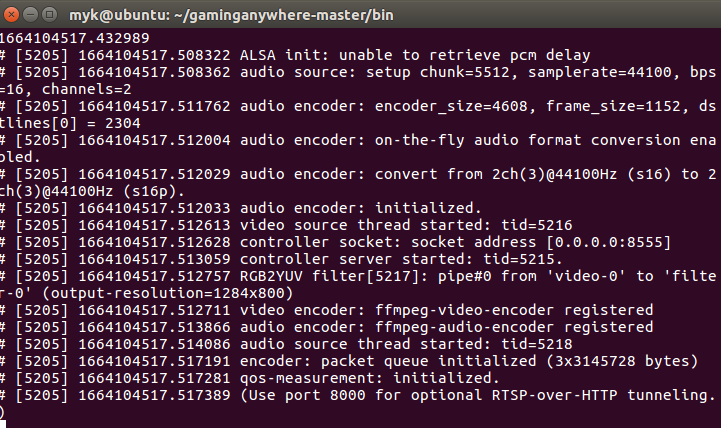 myk@ubuntu: ~/gaminganywhere-master/bin
1664104517.432989
# [5205] 1664104517.508322 ALSA init: unable to retrieve pcm delay
# [5205] 1664104517.508362 audio source: setup chunk=5512, samplerate=44100, bps
=16, channels=2
# [5205] 1664104517.511762 audio encoder: encoder_size=4608, frame_size=1152, ds
tlines[0] = 2304
# [5205] 1664104517.512004 audio encoder: on-the-fly audio format conversion ena
bled.
# [5205] 1664104517.512029 audio encoder: convert from 2ch(3)@44100Hz (s16) to 2
ch(3)@44100Hz (s16p).
# [5205] 1664104517.512033 audio encoder: initialized.
# [5205] 1664104517.512613 video source thread started: tid=5216
# [5205] 1664104517.512628 controller socket: socket address [0.0.0.0:8555]
# [5205] 1664104517.513059 controller server started: tid=5215.
# [5205] 1664104517.512757 RGB2YUV filter[5217]: pipe#0 from 'video-0' to 'filte
r-0' (output-resolution=1284x800)
# [5205] 1664104517.512711 video encoder: ffmpeg-video-encoder registered
# [5205] 1664104517.513866 audio encoder: ffmpeg-audio-encoder registered
# [5205] 1664104517.514086 audio source thread started: tid=5218
# [5205] 1664104517.517191 encoder: packet queue initialized (3x3145728 bytes)
# [5205] 1664104517.517281 qos-measurement: initialized.
# [5205] 1664104517.517389 (Use port 8000 for optional RTSP-over-HTTP tunneling.
)